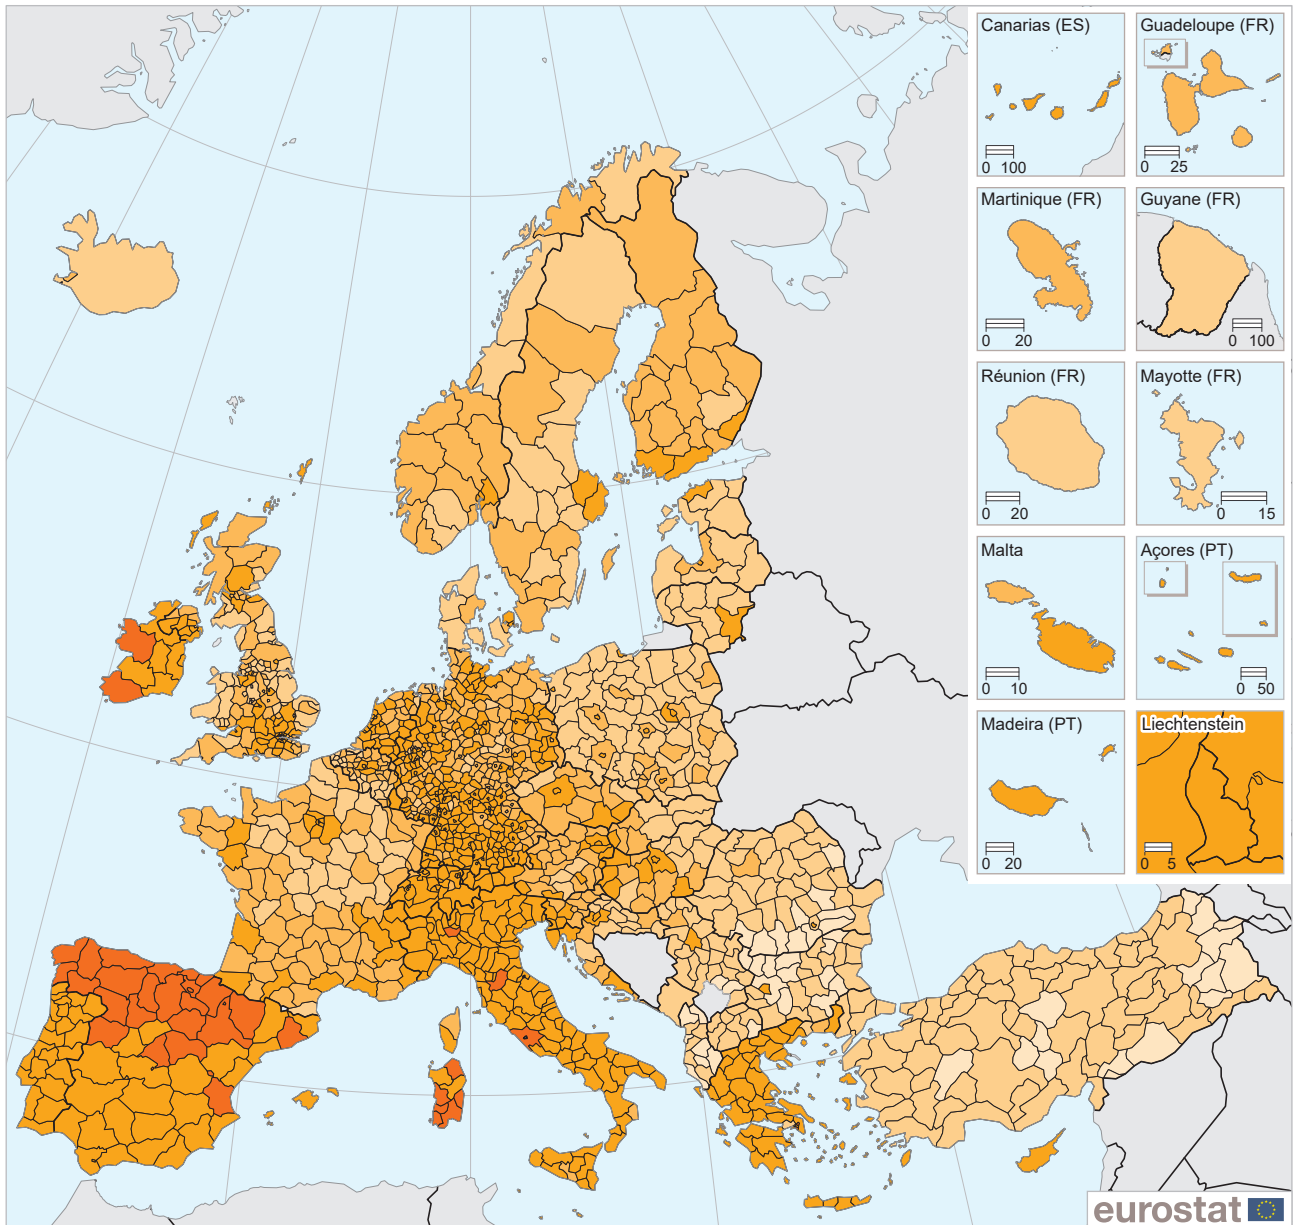 Canarias (ES)
0 100
Guadeloupe (FR)
0 25
Martinique (FR)
0 20
Guyane (FR)
0 100
Réunion (FR)
0 20
Mayotte (FR)
0 15
Malta
0 10
Açores (PT)
0 50
Madeira (PT)
0 20
Liechtenstein
0 5
eurostat